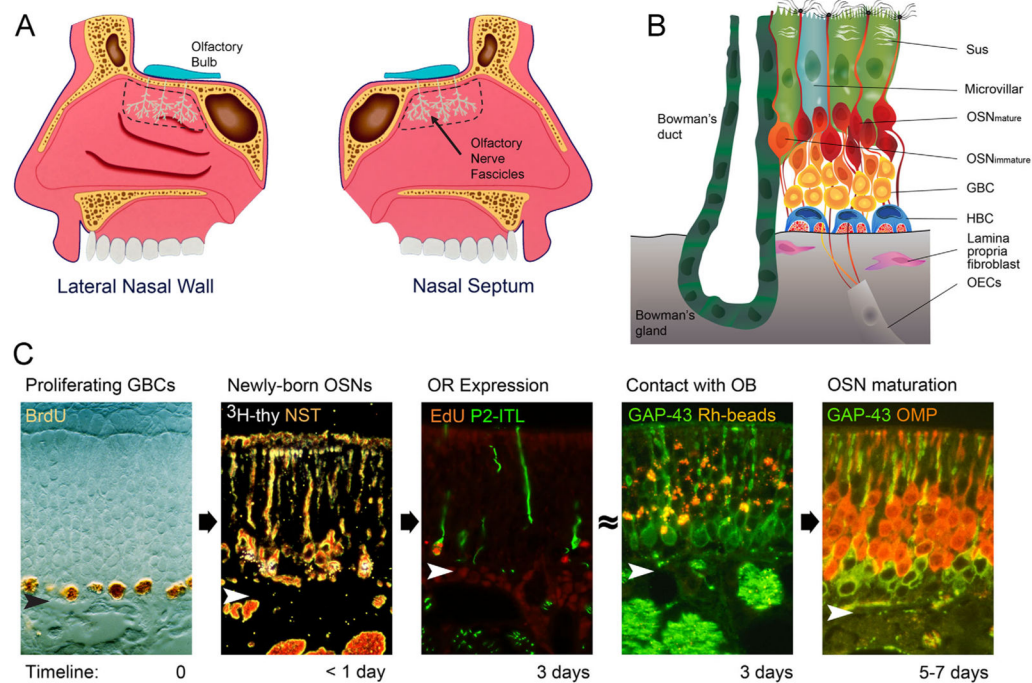 A
Olfactory
Bulb
Olfactory
Nerve
Fascicles
Lateral Nasal Wall
Nasal Septum
B
Bowman's
duct
Bowman's
gland
Sus
Microvillar
OSNmature
OSNimmature
GBC
HBC
Lamina
propria
fibroblast
OECs
C
Proliferating GBCs
Newly-born OSNs
OR Expression
Contact with OB
OSN maturation
BrdU
³H-thy NST
EdU P2-ITL
GAP-43 Rh-beads
GAP-43 OMP
≈
Timeline: 0
< 1 day
3 days
3 days
5-7 days